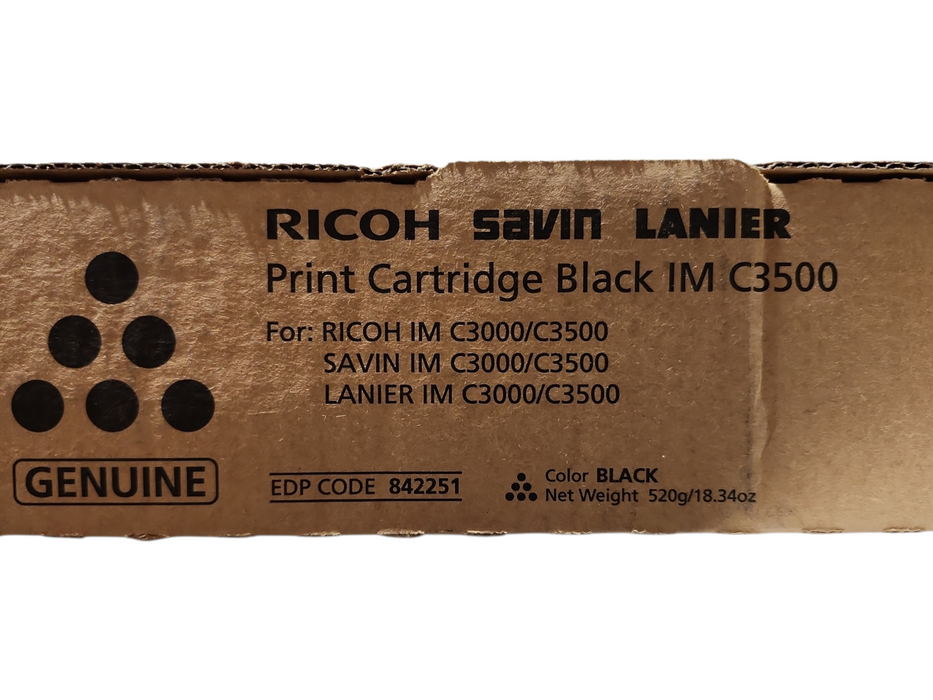 RICOH savin LANIER
Print Cartridge Black IM C3500
For: RICOH IM C3000/C3500
SAVIN IM C3000/C3500
LANIER IM C3000/C3500
GENUINE
EDP CODE 842251
Color BLACK
Net Weight 520g/18.34oz